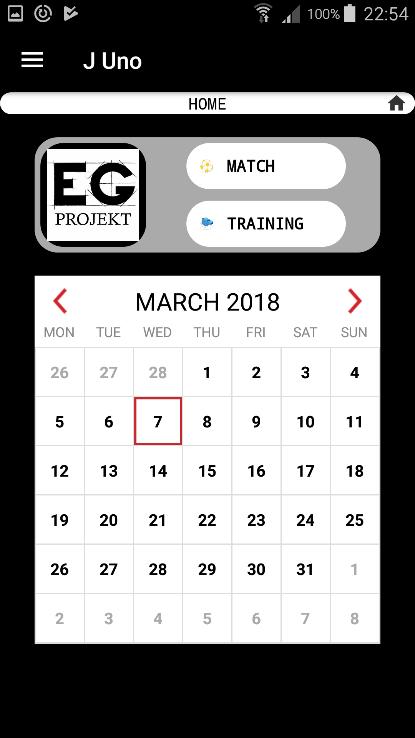 100% 22:54
J Uno
HOME
EG
PROJEKT
MATCH
TRAINING
MARCH 2018
MON TUE WED THU FRI SAT SUN
26 27 28 1 2 3 4
5 6 7 8 9 10 11
12 13 14 15 16 17 18
19 20 21 22 23 24 25
26 27 28 29 30 31 1
2 3 4 5 6 7 8